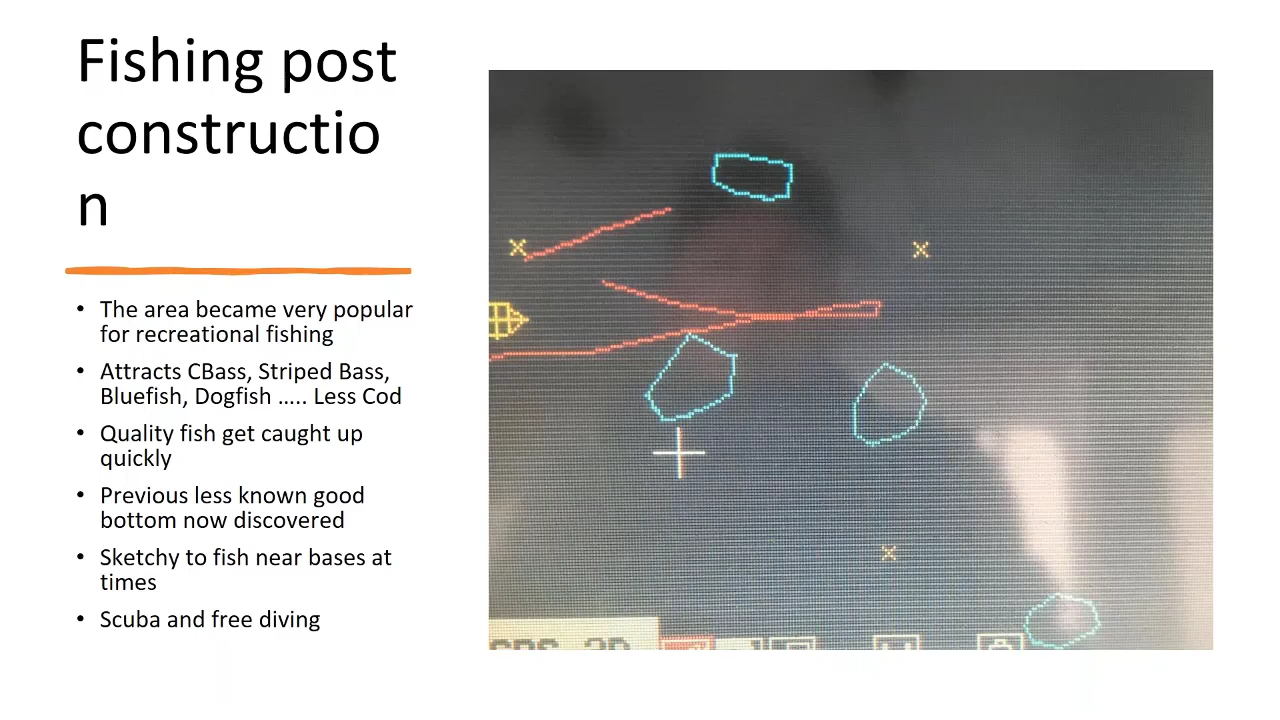 Fishing post
constructio
n
• The area became very popular
for recreational fishing
• Attracts CBass, Striped Bass,
Bluefish, Dogfish ..... Less Cod
• Quality fish get caught up
quickly
• Previous less known good
bottom now discovered
• Sketchy to fish near bases at
times
• Scuba and free diving